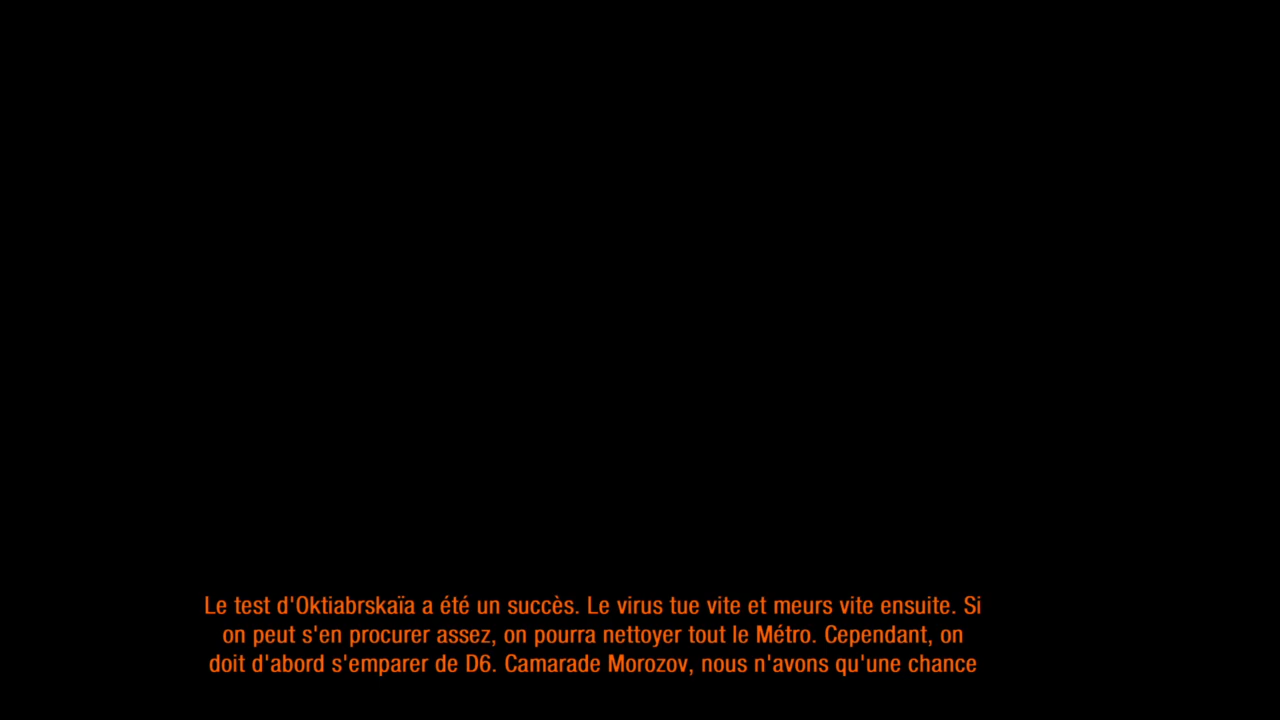 Le test d'Oktiabrskaïa a été un succès. Le virus tue vite et meurs vite ensuite. Si
on peut s'en procurer assez, on pourra nettoyer tout le Métro. Cependant, on
doit d'abord s'emparer de D6. Camarade Morozov, nous n'avons qu'une chance